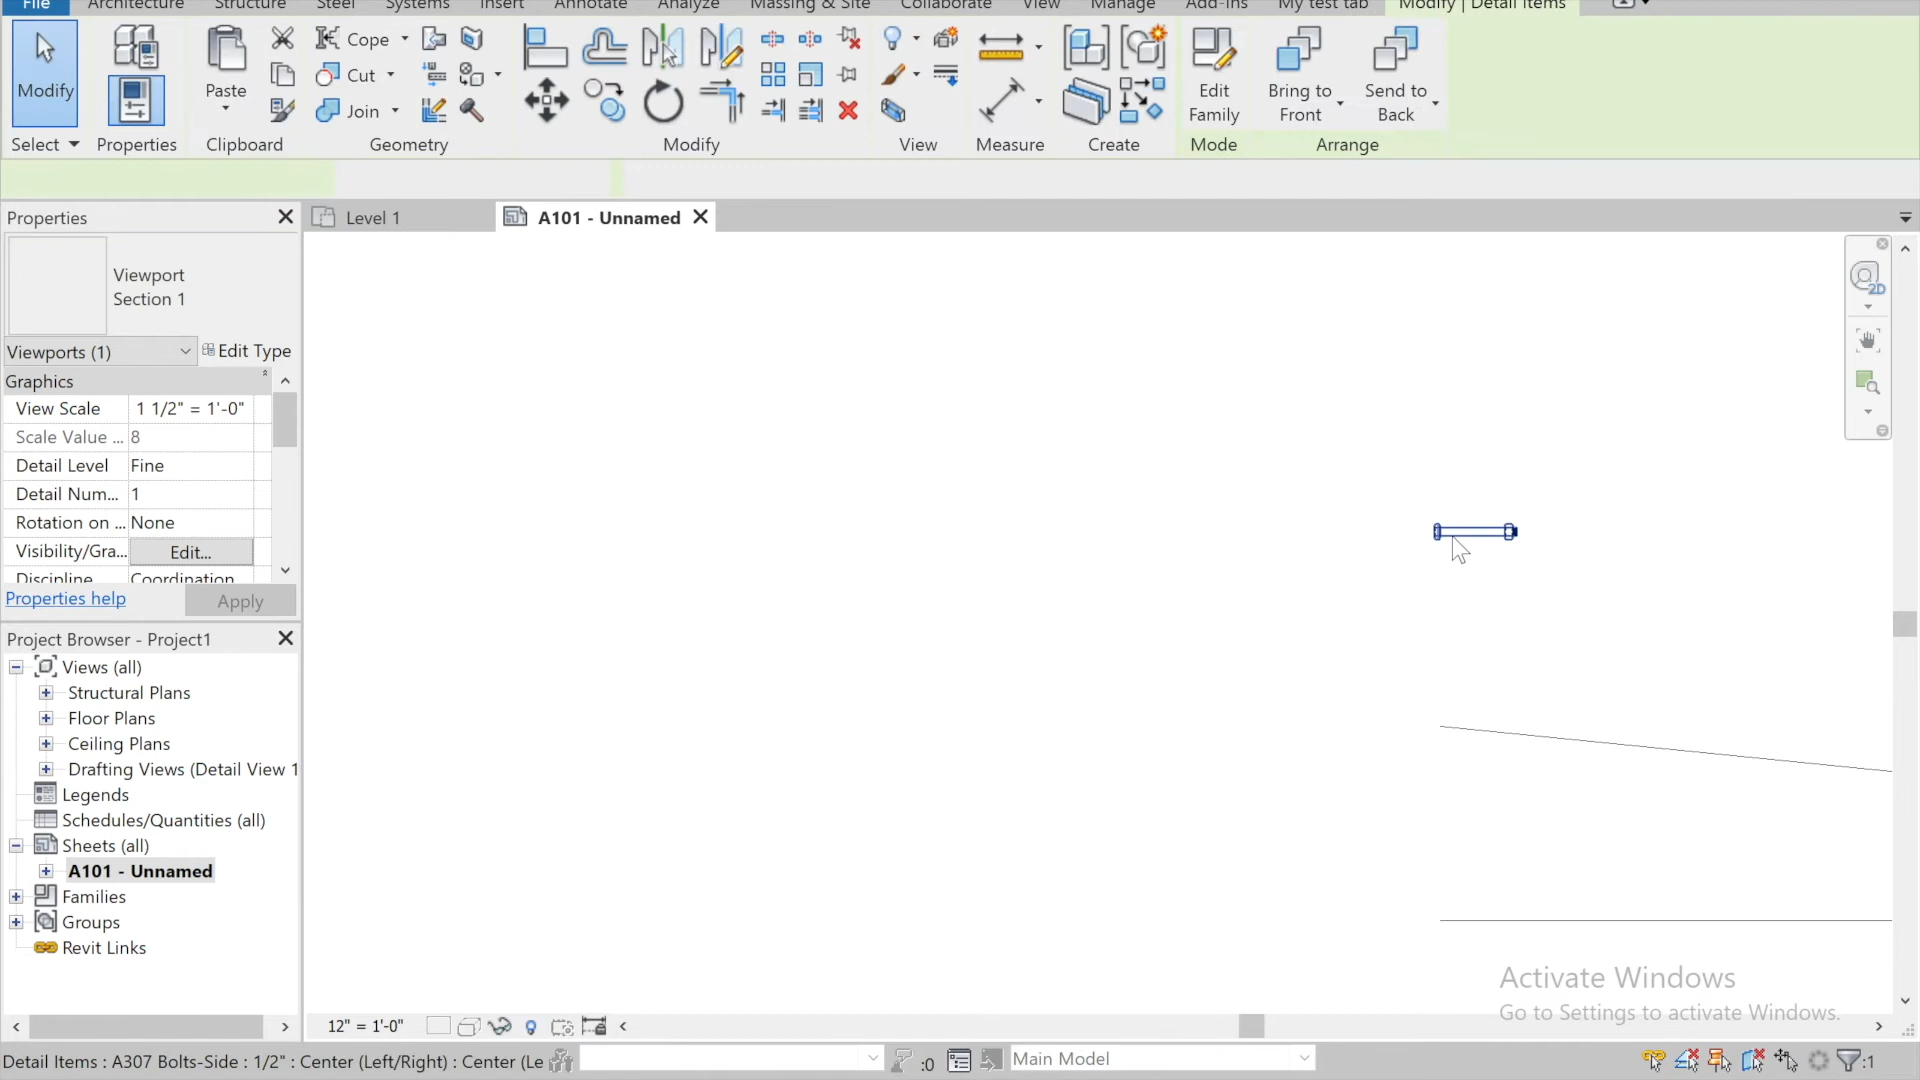 File Architecture Structure Steel Systems Insert Annotate Analyze Massing & Site Collaborate View Manage Add-Ins My test tab Modify | Detail Items
Modify
Paste
Cope
Cut
Join
Edit
Family
Bring to
Front
Send to
Back
Select Properties Clipboard Geometry Modify View Measure Create Mode Arrange
Properties
Level 1
A101 - Unnamed
Viewport
Section 1
Viewports (1) Edit Type
Graphics
View Scale 1 1/2" = 1'-0"
Scale Value ... 8
Detail Level Fine
Detail Num... 1
Rotation on ... None
Visibility/Gra... Edit...
Discipline Coordination
Properties help Apply
Project Browser - Project1
Views (all)
Structural Plans
Floor Plans
Ceiling Plans
Drafting Views (Detail View 1
Legends
Schedules/Quantities (all)
Sheets (all)
A101 - Unnamed
Families
Groups
Revit Links
2D
Activate Windows
Go to Settings to activate Windows.
12" = 1'-0"
Detail Items : A307 Bolts-Side : 1/2" : Center (Left/Right) : Center (Le :0 Main Model :1